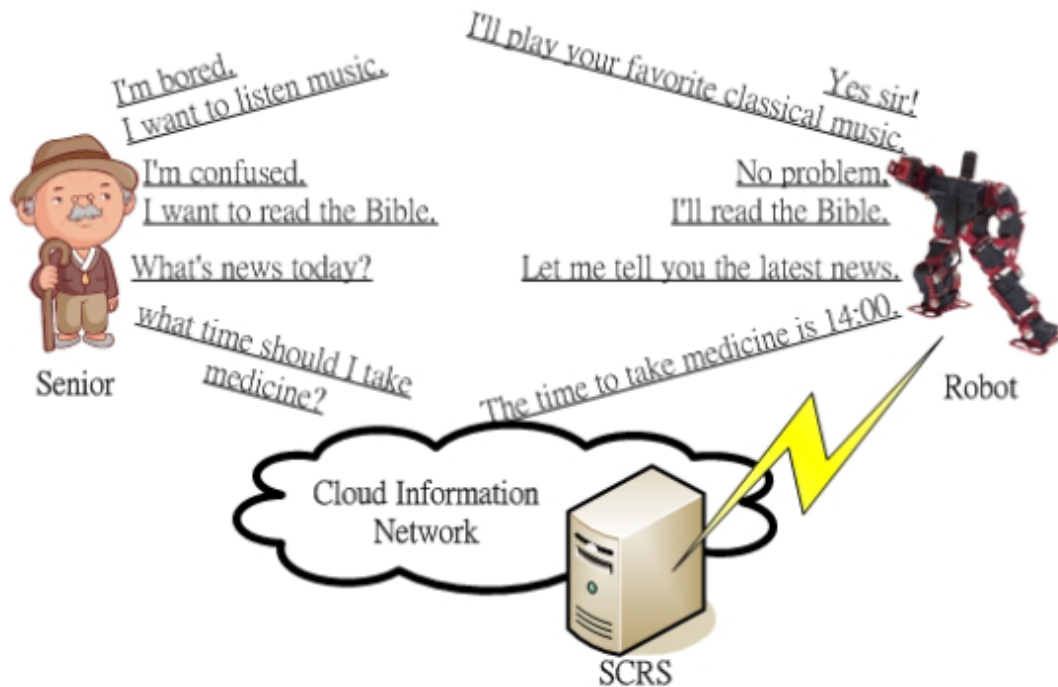 I'm bored.
I want to listen music.
I'm confused.
I want to read the Bible.
What's news today?
what time should I take
medicine?
Senior
Yes sir!
I'll play your favorite classical music.
No problem.
I'll read the Bible.
Let me tell you the latest news.
The time to take medicine is 14:00.
Robot
Cloud Information
Network
SCRS